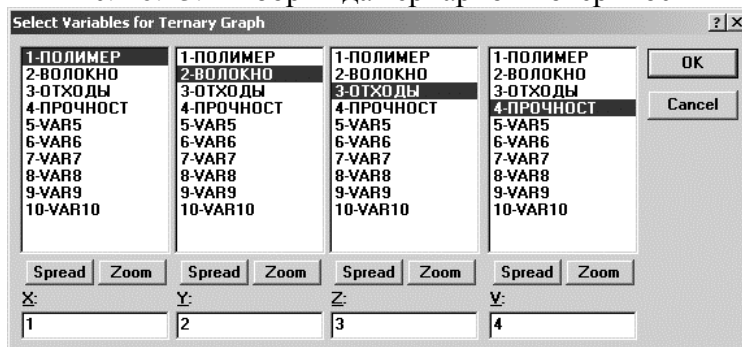 Select Variables for Ternary Graph
1-ПОЛИМЕР 1-ПОЛИМЕР 1-ПОЛИМЕР 1-ПОЛИМЕР OK
2-ВОЛОКНО 2-ВОЛОКНО 2-ВОЛОКНО 2-ВОЛОКНО
3-ОТХОДЫ 3-ОТХОДЫ 3-ОТХОДЫ 3-ОТХОДЫ
4-ПРОЧНОСТ 4-ПРОЧНОСТ 4-ПРОЧНОСТ 4-ПРОЧНОСТ Cancel
5-VAR5 5-VAR5 5-VAR5 5-VAR5
6-VAR6 6-VAR6 6-VAR6 6-VAR6
7-VAR7 7-VAR7 7-VAR7 7-VAR7
8-VAR8 8-VAR8 8-VAR8 8-VAR8
9-VAR9 9-VAR9 9-VAR9 9-VAR9
10-VAR10 10-VAR10 10-VAR10 10-VAR10
Spread Zoom Spread Zoom Spread Zoom Spread Zoom
X: Y: Z: V:
1 2 3 4